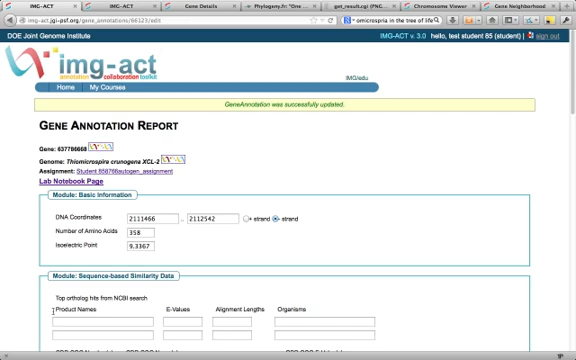 IMG-ACT
IMG-ACT
Gene Details
Phylogeny.fr: "One
get_result.cgi (PNG
Chromosome Viewer
Gene Neighborhood
img-act.jgi-psf.org/gene_annotations/66123/edit
omicrospira in the tree of life
DOE Joint Genome Institute
IMG-ACT v. 3.0 hello, test student 85 (student) | sign out
img-act
annotation collaboration toolkit
IMG/edu
Home My Courses
GeneAnnotation was successfully updated.
GENE ANNOTATION REPORT
Gene: 637786668
Genome: Thiomicrospira crunogena XCL-2
Assignment: Student 858766autogen_assignment
Lab Notebook Page
Module: Basic Information
DNA Coordinates 2111466 .. 2112542 + strand - strand
Number of Amino Acids 358
Isoelectric Point 9.3367
Module: Sequence-based Similarity Data
Top ortholog hits from NCBI search
Product Names E-Values Alignment Lengths Organisms